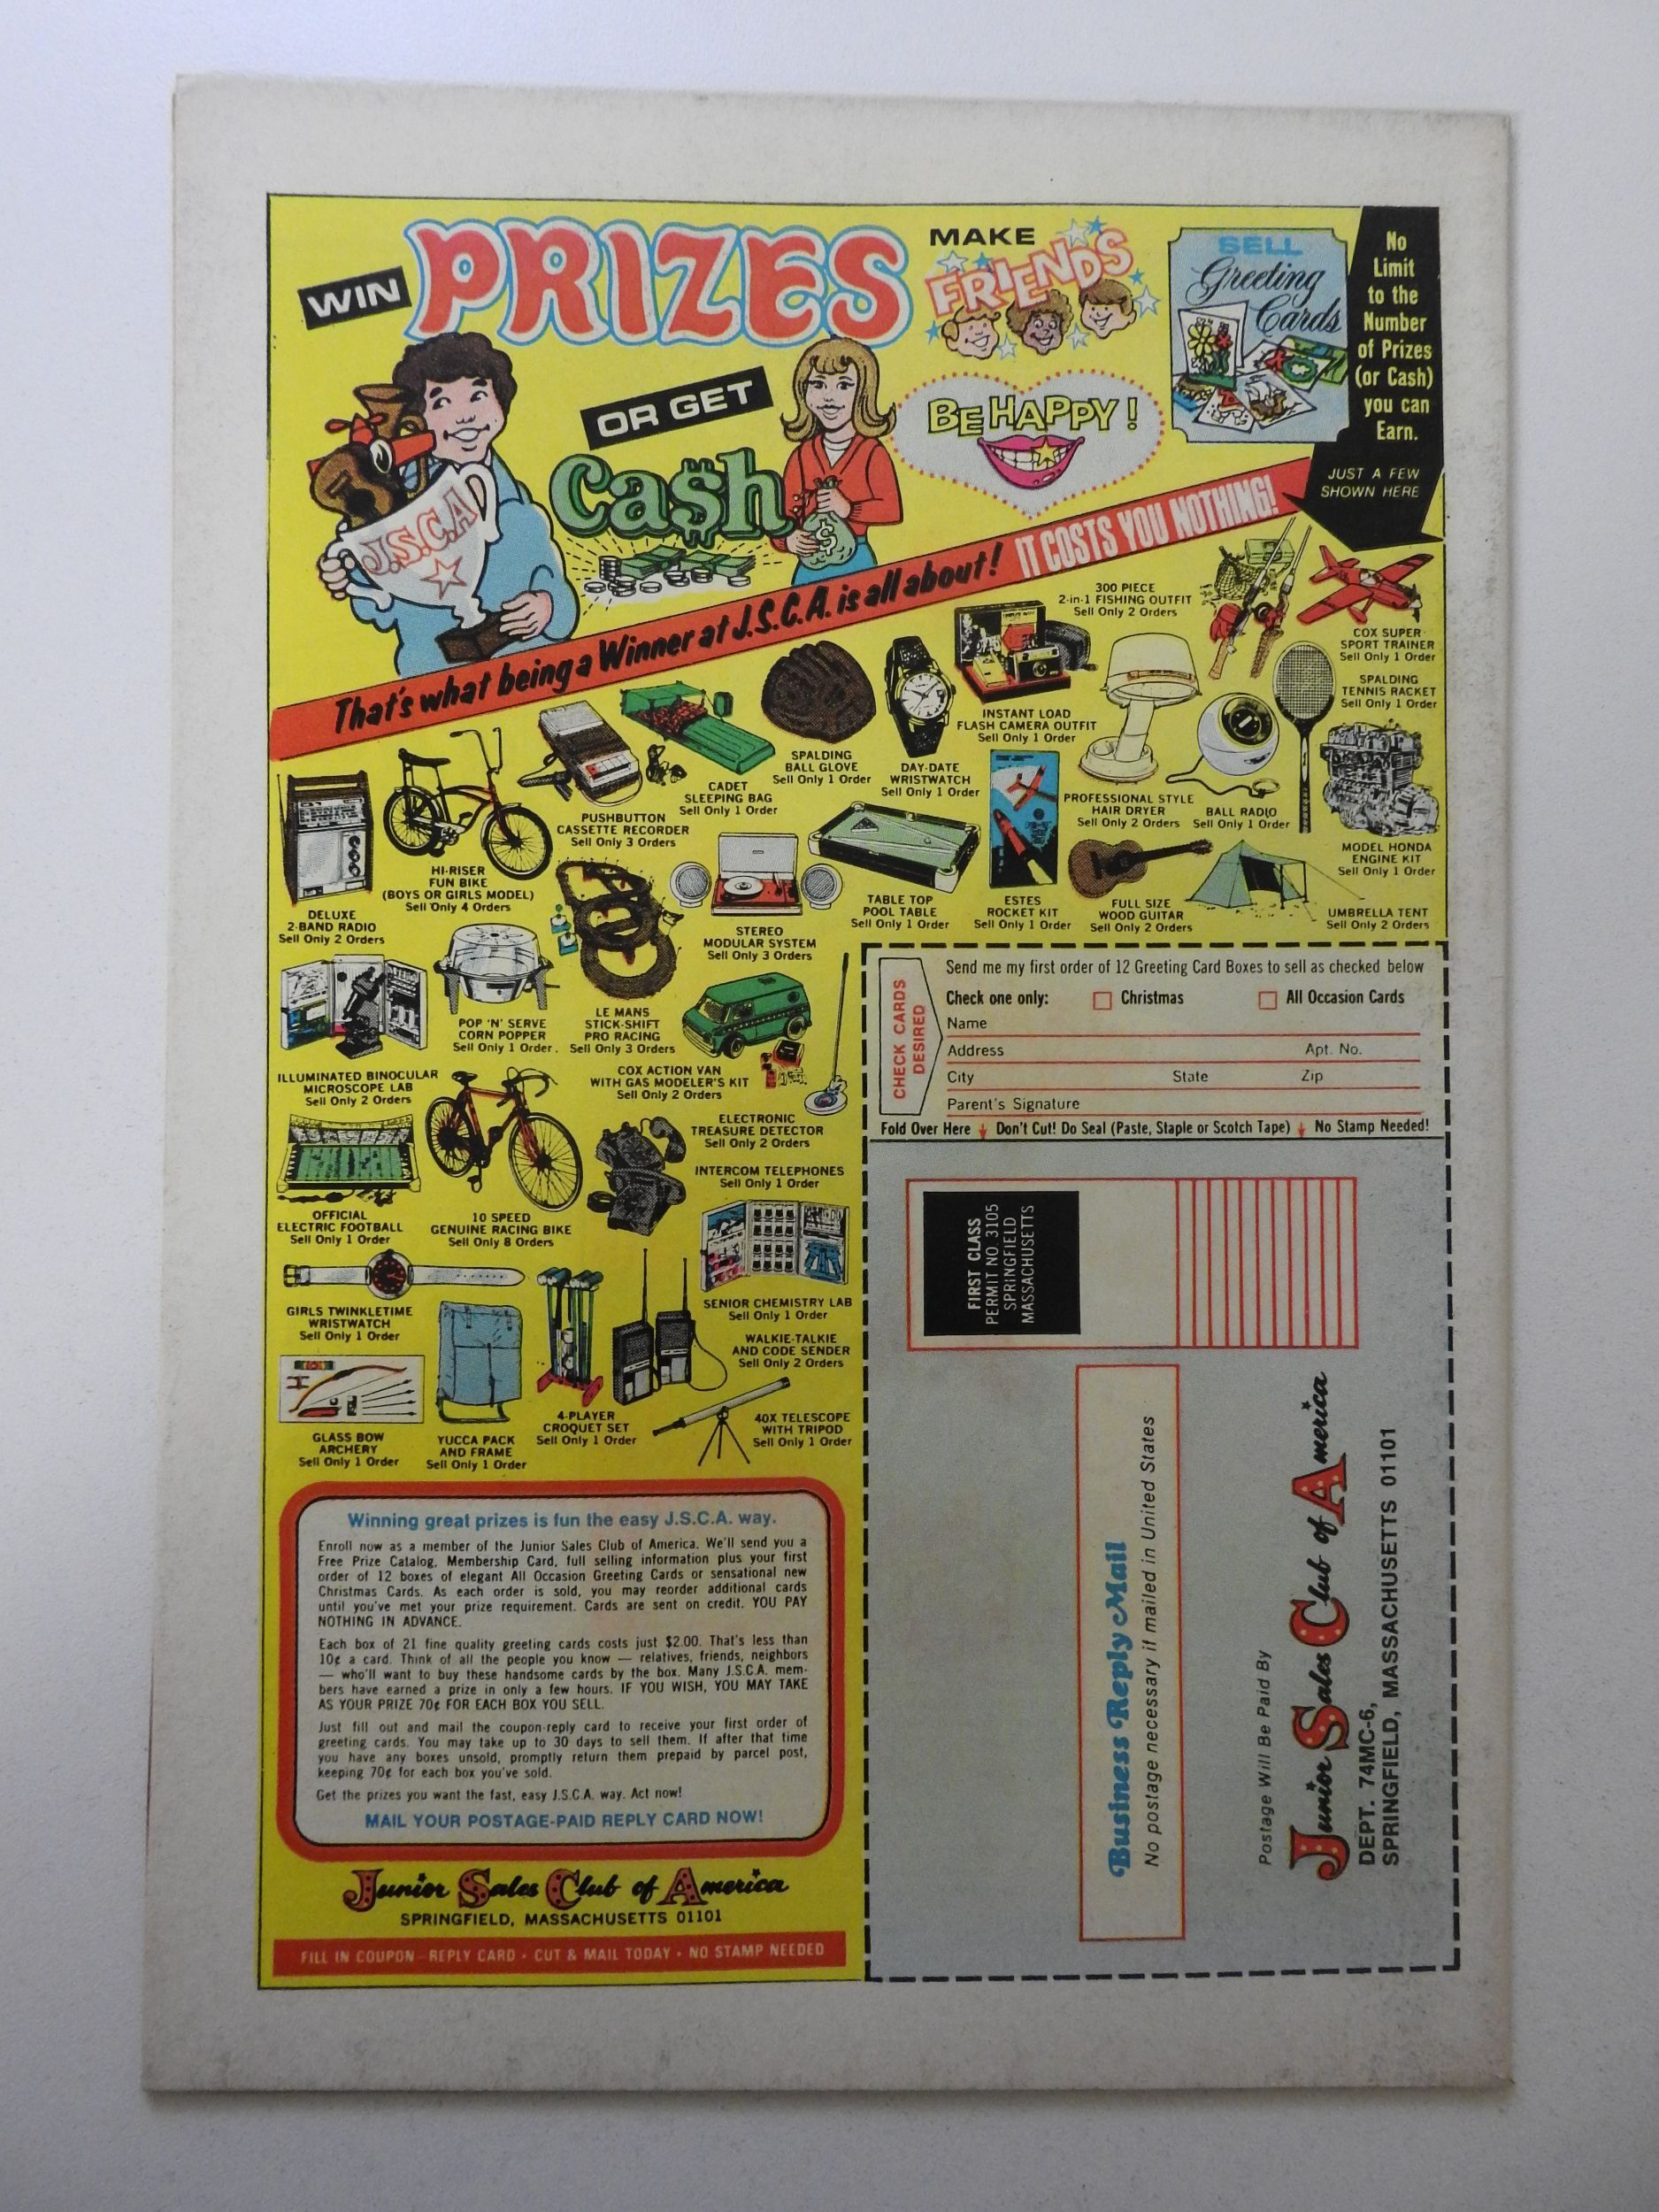 WIN PRIZES
OR GET
Ca$h
MAKE
FRIENDS
BE HAPPY!
SELL
Greeting
Cards
No
Limit
to the
Number
of Prizes
(or Cash)
you can
Earn.
JUST A FEW
SHOWN HERE
J.S.C.A
$
That's what being a Winner at J.S.C.A. is all about! IT COSTS YOU NOTHING!
300 PIECE
2-in-1 FISHING OUTFIT
Sell Only 2 Orders
COX SUPER
SPORT TRAINER
Sell Only 1 Order
SPALDING
TENNIS RACKET
Sell Only 1 Order
INSTANT LOAD
FLASH CAMERA OUTFIT
Sell Only 1 Order
SPALDING
BALL GLOVE
Sell Only 1 Order
DAY-DATE
WRISTWATCH
Sell Only 1 Order
CADET
SLEEPING BAG
Sell Only 1 Order
PUSHBUTTON
CASSETTE RECORDER
Sell Only 3 Orders
PROFESSIONAL STYLE
HAIR DRYER
Sell Only 2 Orders
BALL RADIO
Sell Only 1 Order
MODEL HONDA
ENGINE KIT
Sell Only 1 Order
HI-RISER
FUN BIKE
(BOYS OR GIRLS MODEL)
Sell Only 4 Orders
DELUXE
2-BAND RADIO
Sell Only 2 Orders
STEREO
MODULAR SYSTEM
Sell Only 3 Orders
TABLE TOP
POOL TABLE
Sell Only 1 Order
ESTES
ROCKET KIT
Sell Only 1 Order
FULL SIZE
WOOD GUITAR
Sell Only 2 Orders
UMBRELLA TENT
Sell Only 2 Orders
POP 'N' SERVE
CORN POPPER
Sell Only 1 Order.
LE MANS
STICK-SHIFT
PRO RACING
Sell Only 3 Orders
ILLUMINATED BINOCULAR
MICROSCOPE LAB
Sell Only 2 Orders
COX ACTION VAN
WITH GAS MODELER'S KIT
Sell Only 2 Orders
ELECTRONIC
TREASURE DETECTOR
Sell Only 2 Orders
INTERCOM TELEPHONES
Sell Only 1 Order
OFFICIAL
ELECTRIC FOOTBALL
Sell Only 1 Order
10 SPEED
GENUINE RACING BIKE
Sell Only 8 Orders
GIRLS TWINKLETIME
WRISTWATCH
Sell Only 1 Order
SENIOR CHEMISTRY LAB
Sell Only 1 Order
WALKIE-TALKIE
AND CODE SENDER
Sell Only 2 Orders
GLASS BOW
ARCHERY
Sell Only 1 Order
YUCCA PACK
AND FRAME
Sell Only 1 Order
4-PLAYER
CROQUET SET
Sell Only 1 Order
40X TELESCOPE
WITH TRIPOD
Sell Only 1 Order
Winning great prizes is fun the easy J.S.C.A. way.
Enroll now as a member of the Junior Sales Club of America. We'll send you a
Free Prize Catalog, Membership Card, full selling information plus your first
order of 12 boxes of elegant All Occasion Greeting Cards or sensational new
Christmas Cards. As each order is sold, you may reorder additional cards
until you've met your prize requirement. Cards are sent on credit. YOU PAY
NOTHING IN ADVANCE.
Each box of 21 fine quality greeting cards costs just $2.00. That's less than
10¢ a card. Think of all the people you know — relatives, friends, neighbors
— who'll want to buy these handsome cards by the box. Many J.S.C.A. mem-
bers have earned a prize in only a few hours. IF YOU WISH, YOU MAY TAKE
AS YOUR PRIZE 70¢ FOR EACH BOX YOU SELL.
Just fill out and mail the coupon-reply card to receive your first order of
greeting cards. You may take up to 30 days to sell them. If after that time
you have any boxes unsold, promptly return them prepaid by parcel post,
keeping 70¢ for each box you've sold.
Get the prizes you want the fast, easy J.S.C.A. way. Act now!
MAIL YOUR POSTAGE-PAID REPLY CARD NOW!
Junior Sales Club of America
SPRINGFIELD, MASSACHUSETTS 01101
FILL IN COUPON-REPLY CARD • CUT & MAIL TODAY • NO STAMP NEEDED
CHECK CARDS
DESIRED
Send me my first order of 12 Greeting Card Boxes to sell as checked below
Check one only: Christmas All Occasion Cards
Name
Address Apt. No.
City State Zip
Parent's Signature
Fold Over Here Don't Cut! Do Seal (Paste, Staple or Scotch Tape) No Stamp Needed!
FIRST CLASS
PERMIT NO 3105
SPRINGFIELD
MASSACHUSETTS
Business Reply Mail
No postage necessary if mailed in United States
Postage Will Be Paid By
Junior Sales Club of America
DEPT. 74MC-6,
SPRINGFIELD, MASSACHUSETTS 01101